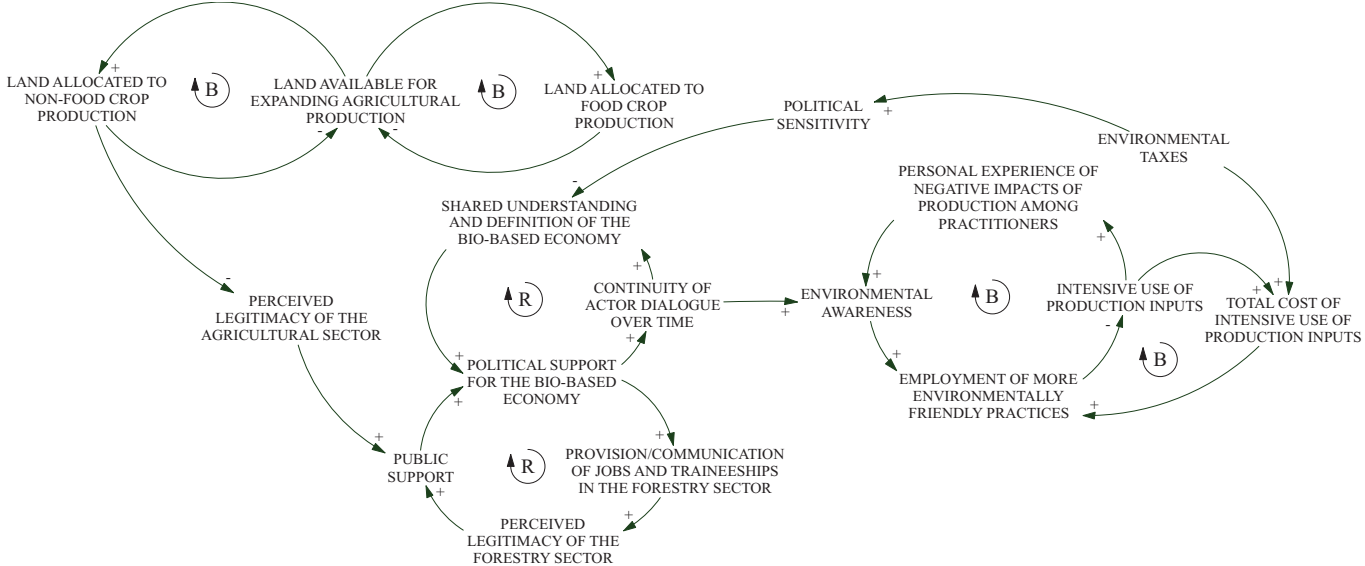 LAND ALLOCATED TO
NON-FOOD CROP
PRODUCTION
+
B
LAND AVAILABLE FOR
EXPANDING AGRICULTURAL
PRODUCTION
-
-
B
+
LAND ALLOCATED TO
FOOD CROP
PRODUCTION
POLITICAL
SENSITIVITY
+
ENVIRONMENTAL
TAXES
PERSONAL EXPERIENCE OF
NEGATIVE IMPACTS OF
PRODUCTION AMONG
PRACTITIONERS
+
-
SHARED UNDERSTANDING
AND DEFINITION OF THE
BIO-BASED ECONOMY
+
R
CONTINUITY OF
ACTOR DIALOGUE
OVER TIME
+
+
ENVIRONMENTAL
AWARENESS
+
B
INTENSIVE USE OF
PRODUCTION INPUTS
-
+
+
TOTAL COST OF
INTENSIVE USE OF
PRODUCTION INPUTS
B
-
PERCEIVED
LEGITIMACY OF THE
AGRICULTURAL SECTOR
+
POLITICAL SUPPORT
FOR THE BIO-BASED
ECONOMY
+
+
EMPLOYMENT OF MORE
ENVIRONMENTALLY
FRIENDLY PRACTICES
+
+
PUBLIC
SUPPORT
+
R
+
PROVISION/COMMUNICATION
OF JOBS AND TRAINEESHIPS
IN THE FORESTRY SECTOR
+
PERCEIVED
LEGITIMACY OF THE
FORESTRY SECTOR